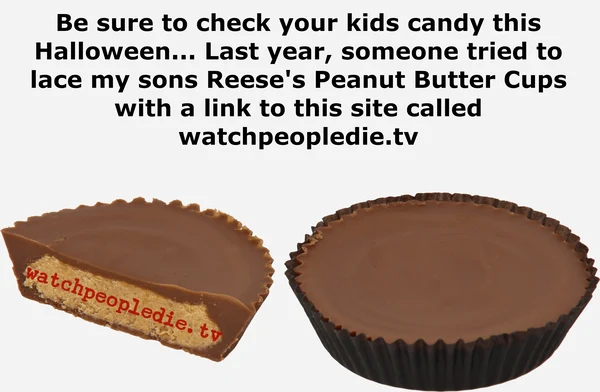 Be sure to check your kids candy this
Halloween... Last year, someone tried to
lace my sons Reese's Peanut Butter Cups
with a link to this site called
watchpeopledie.tv
watchpeopledie.tv